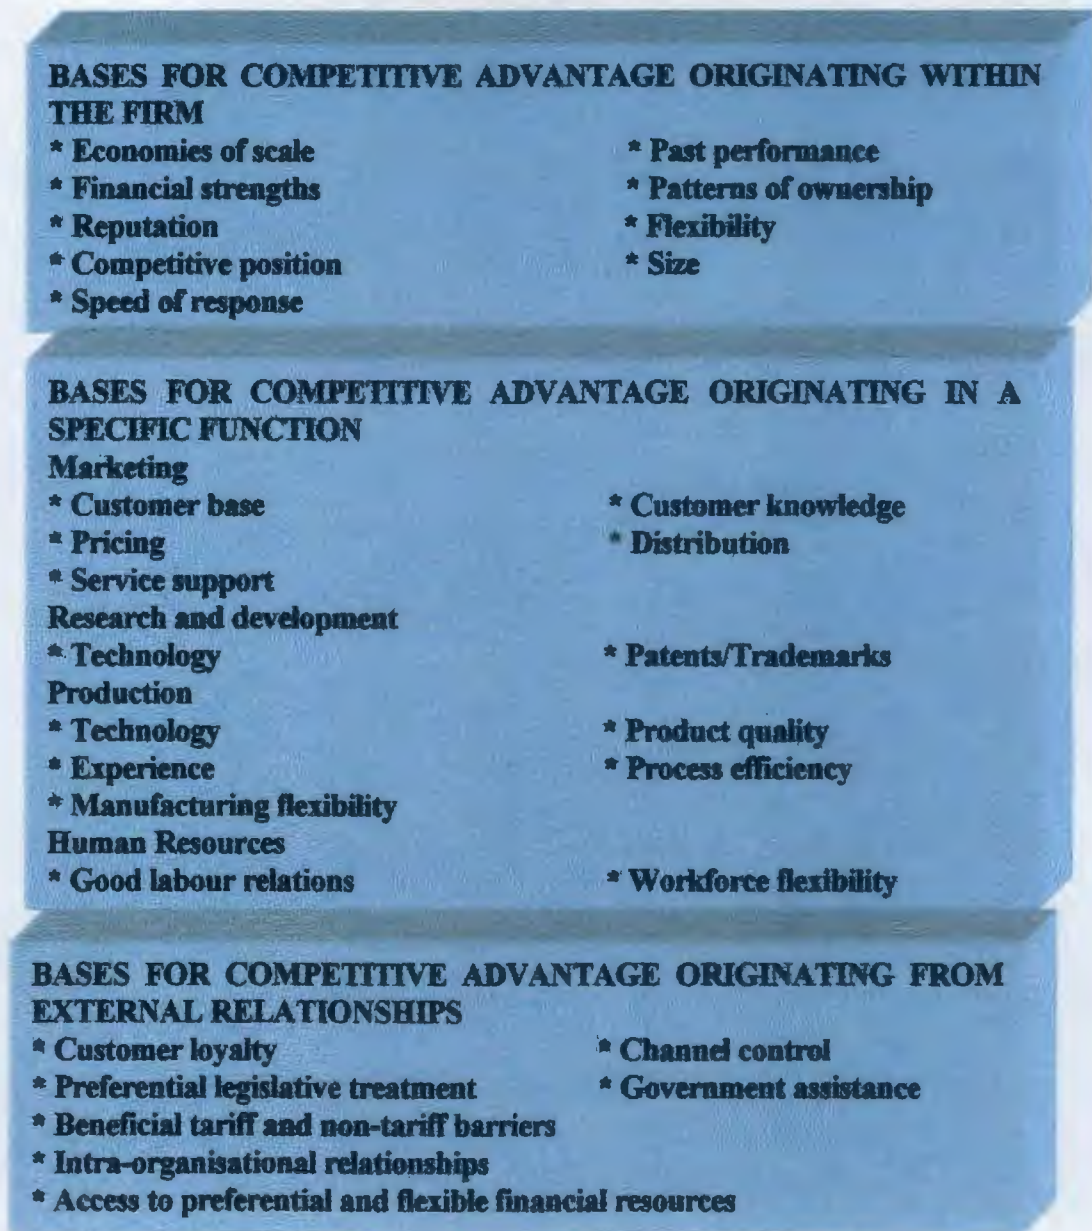 BASES FOR COMPETITIVE ADVANTAGE ORIGINATING WITHIN
THE FIRM
* Economies of scale * Past performance
* Financial strengths * Patterns of ownership
* Reputation * Flexibility
* Competitive position * Size
* Speed of response
BASES FOR COMPETITIVE ADVANTAGE ORIGINATING IN A
SPECIFIC FUNCTION
Marketing
* Customer base * Customer knowledge
* Pricing * Distribution
* Service support
Research and development
* Technology * Patents/Trademarks
Production
* Technology * Product quality
* Experience * Process efficiency
* Manufacturing flexibility
Human Resources
* Good labour relations * Workforce flexibility
BASES FOR COMPETITIVE ADVANTAGE ORIGINATING FROM
EXTERNAL RELATIONSHIPS
* Customer loyalty * Channel control
* Preferential legislative treatment * Government assistance
* Beneficial tariff and non-tariff barriers
* Intra-organisational relationships
* Access to preferential and flexible financial resources